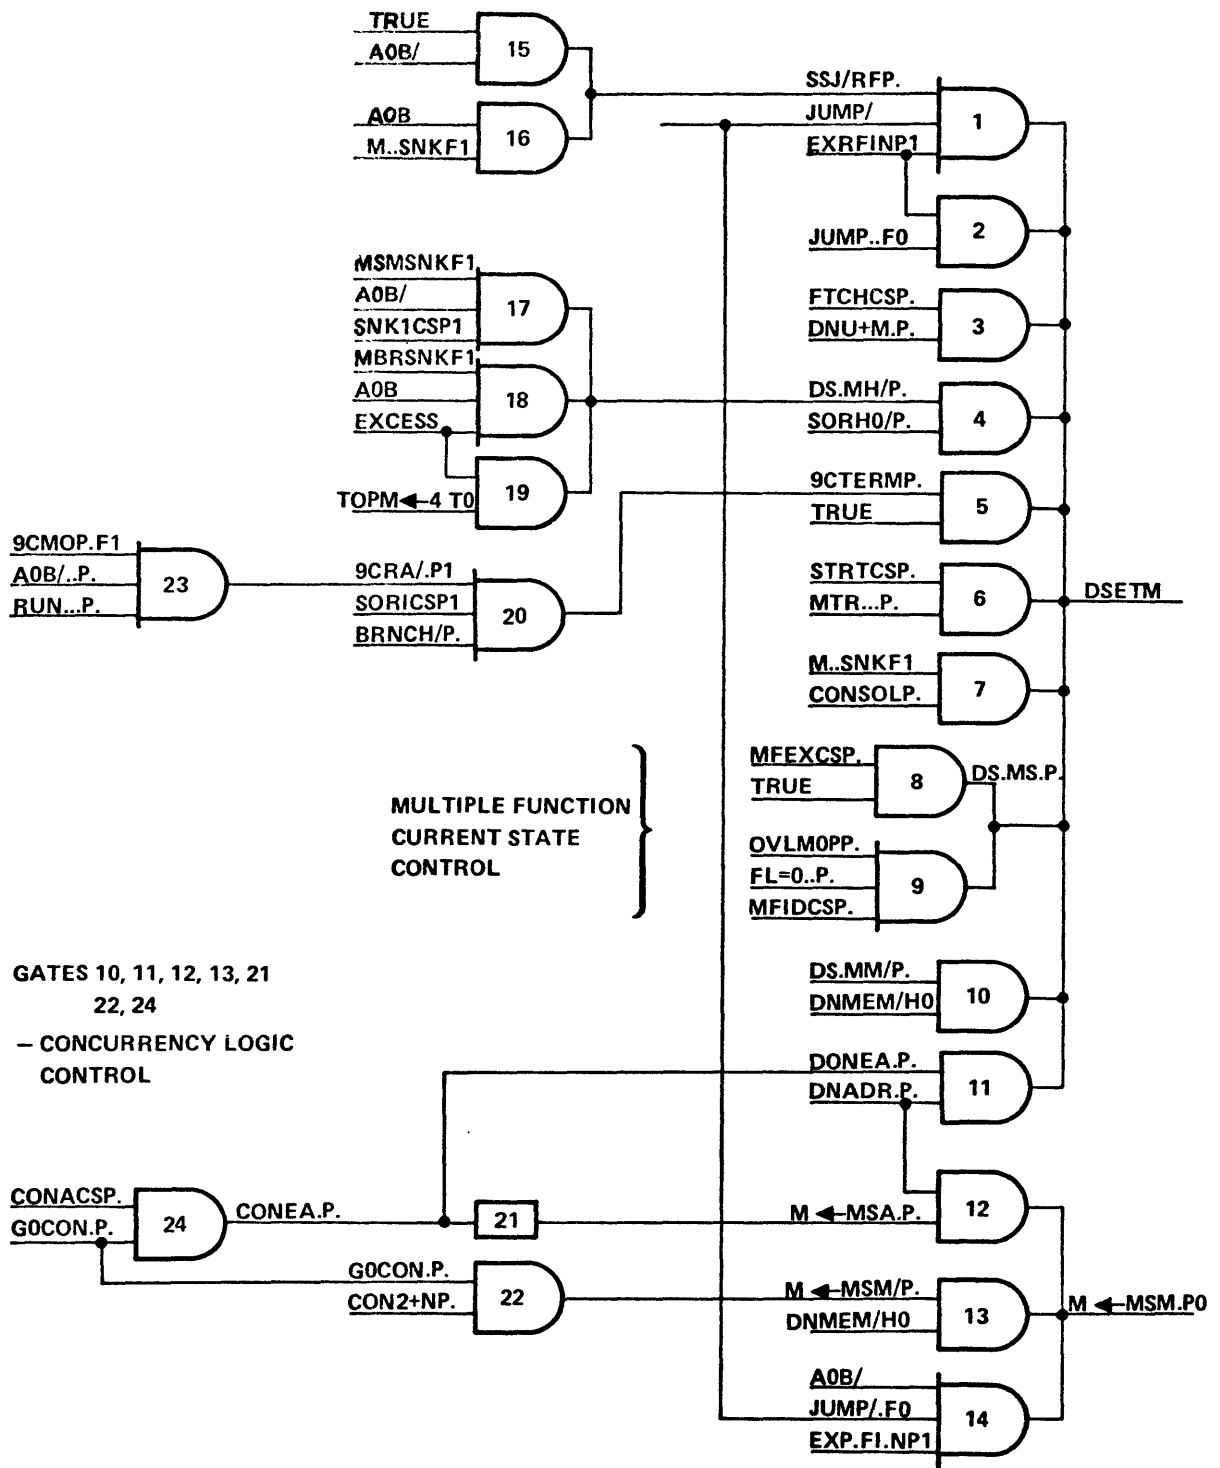 TRUE
A0B/
15
A0B
M..SNKF1
16
SSJ/RFP.
JUMP/
EXRFINP1
1
JUMP..F0
2
MSMSNKF1
A0B/
SNK1CSP1
17
FTCHCSP.
DNU+M.P.
3
MBRSNKF1
A0B
EXCESS
18
DS.MH/P.
SORH0/P.
4
TOPM←4 T0
19
9CTERMP.
TRUE
5
9CMOP.F1
A0B/..P.
RUN...P.
23
9CRA/.P1
SORICSP1
BRNCH/P.
20
STRTCSP.
MTR...P.
6
DSETM
M..SNKF1
CONSOLP.
7
MULTIPLE FUNCTION
CURRENT STATE
CONTROL
MFEXCSP.
TRUE
8
DS.MS.P.
OVLM0PP.
FL=0..P.
MFIDCSP.
9
GATES 10, 11, 12, 13, 21
22, 24
— CONCURRENCY LOGIC
CONTROL
DS.MM/P.
DNMEM/H0
10
DONEA.P.
DNADR.P.
11
CONACSP.
G0CON.P.
24
CONEA.P.
21
M ←MSA.P.
12
G0CON.P.
CON2+NP.
22
M ←MSM/P.
DNMEM/H0
13
M ←MSM.P0
A0B/
JUMP/.F0
EXP.FI.NP1
14